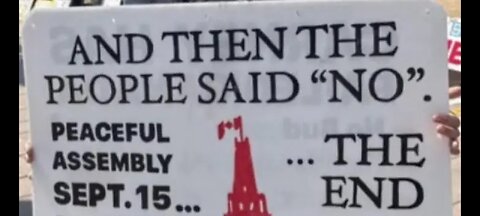 AND THEN THE
PEOPLE SAID “NO”.
PEACEFUL
ASSEMBLY
SEPT.15...
... THE
END